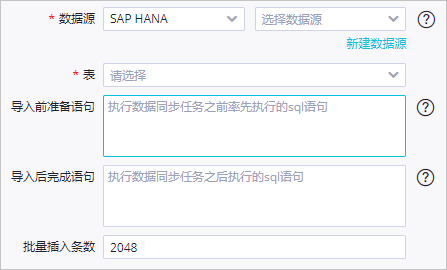 * 数据源 SAP HANA 选择数据源 ?
新建数据源
* 表 请选择
导入前准备语句 执行数据同步任务之前率先执行的sql语句 ?
导入后完成语句 执行数据同步任务之后执行的sql语句 ?
批量插入条数 2048